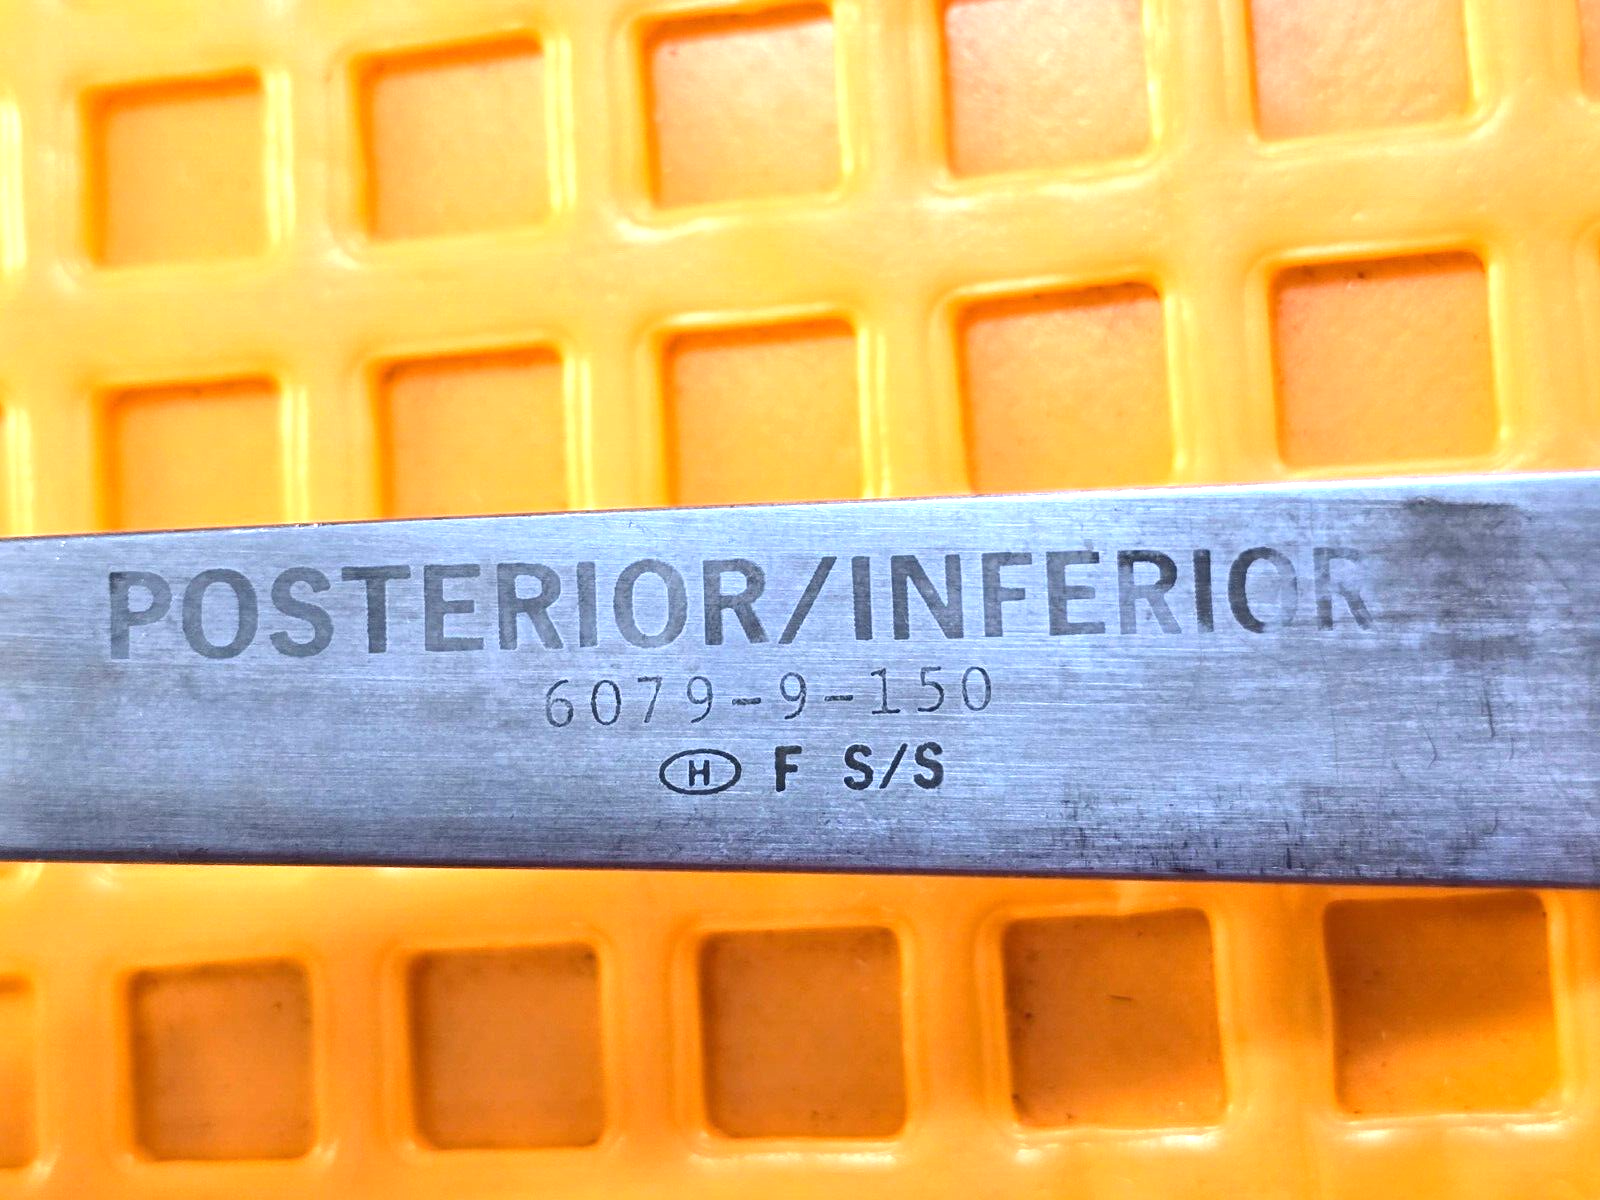 POSTERIOR/INFERIOR
6079-9-150
H F S/S